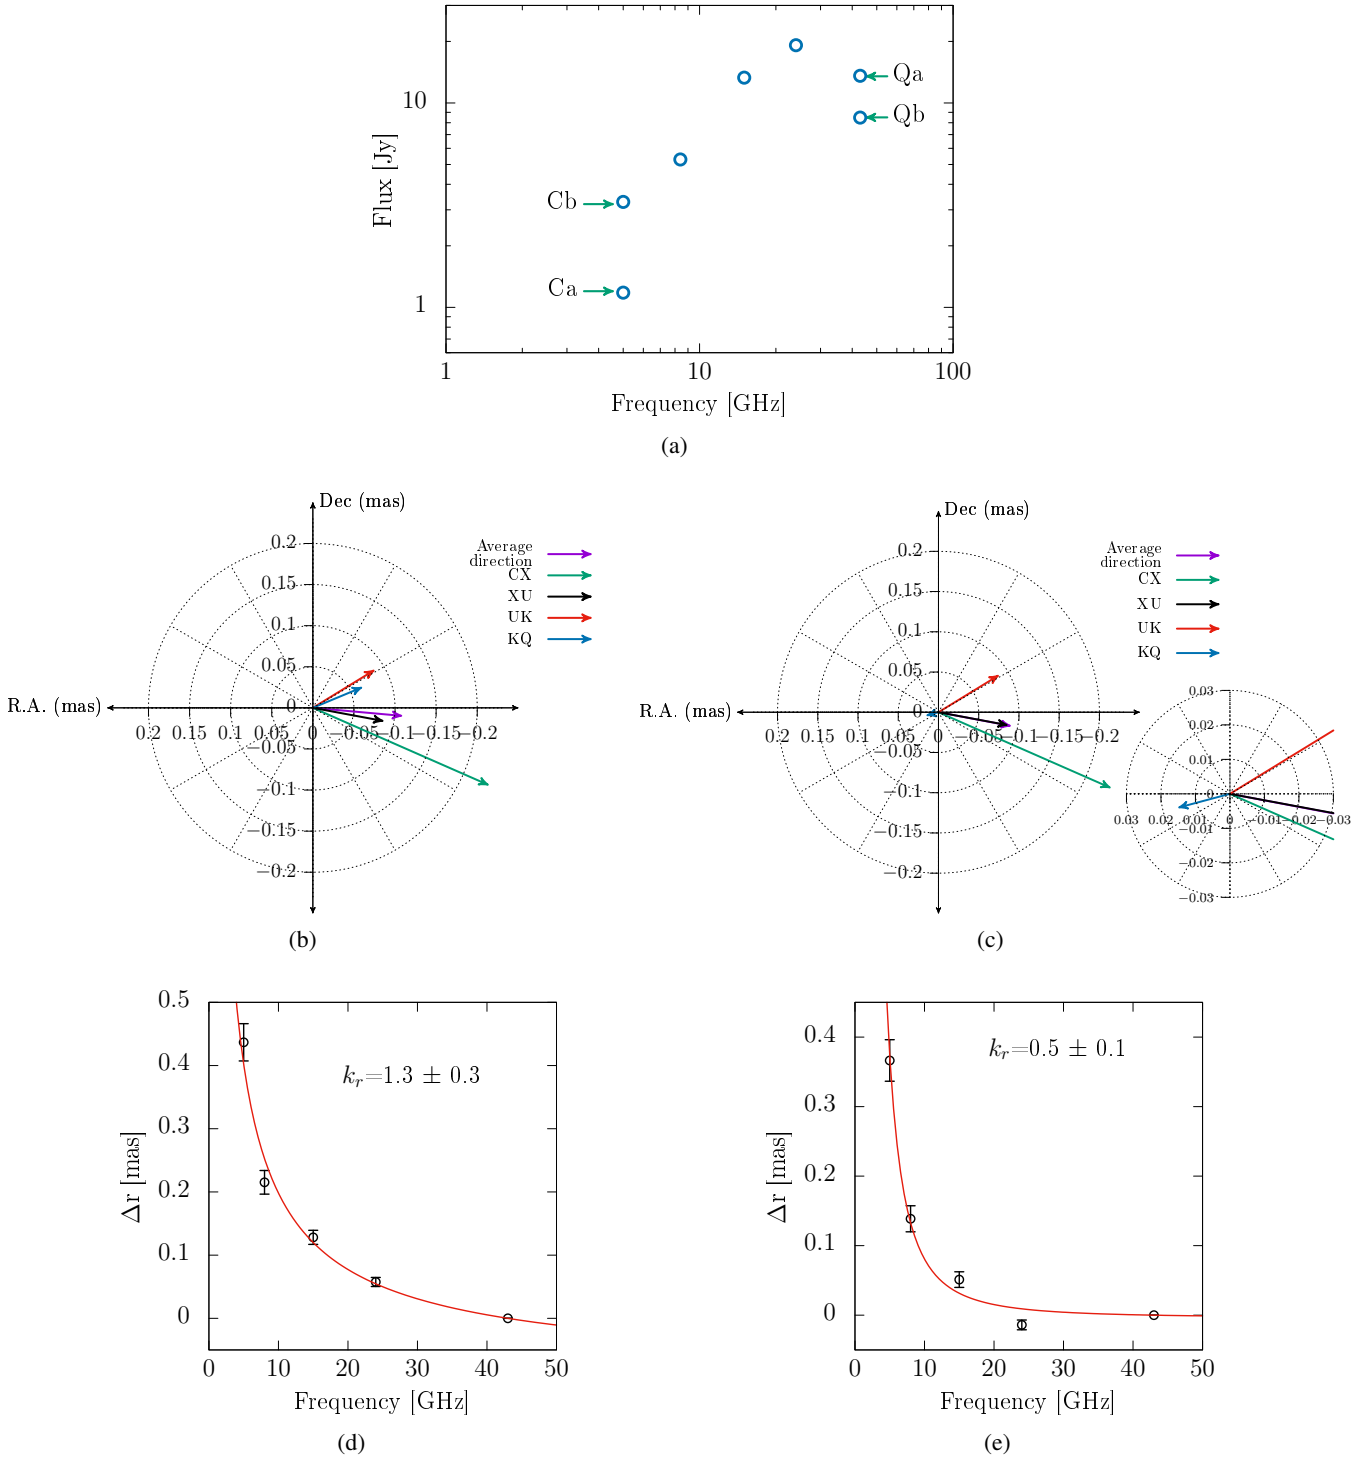 10
1
Flux [Jy]
Cb
Ca
Qa
Qb
1 10 100
Frequency [GHz]
(a)
Dec (mas)
R.A. (mas)
0.2
0.15
0.1
0.05
0
−0.05
−0.1
−0.15
−0.2
0.2 0.15 0.1 0.05 0 −0.05 −0.1 −0.15 −0.2
Average
direction
CX
XU
UK
KQ
(b)
Dec (mas)
R.A. (mas)
0.2
0.15
0.1
0.05
0
−0.05
−0.1
−0.15
−0.2
0.2 0.15 0.1 0.05 0 −0.05 −0.1 −0.15 −0.2
Average
direction
CX
XU
UK
KQ
0.03
0.02
0.01
0
−0.01
−0.02
−0.03
0.03 0.02 0.01 0 −0.01 −0.02 −0.03
(c)
0.5
0.4
0.3
0.2
0.1
0
Δr [mas]
k_r=1.3 ± 0.3
0 10 20 30 40 50
Frequency [GHz]
(d)
0.4
0.3
0.2
0.1
0
Δr [mas]
k_r=0.5 ± 0.1
0 10 20 30 40 50
Frequency [GHz]
(e)